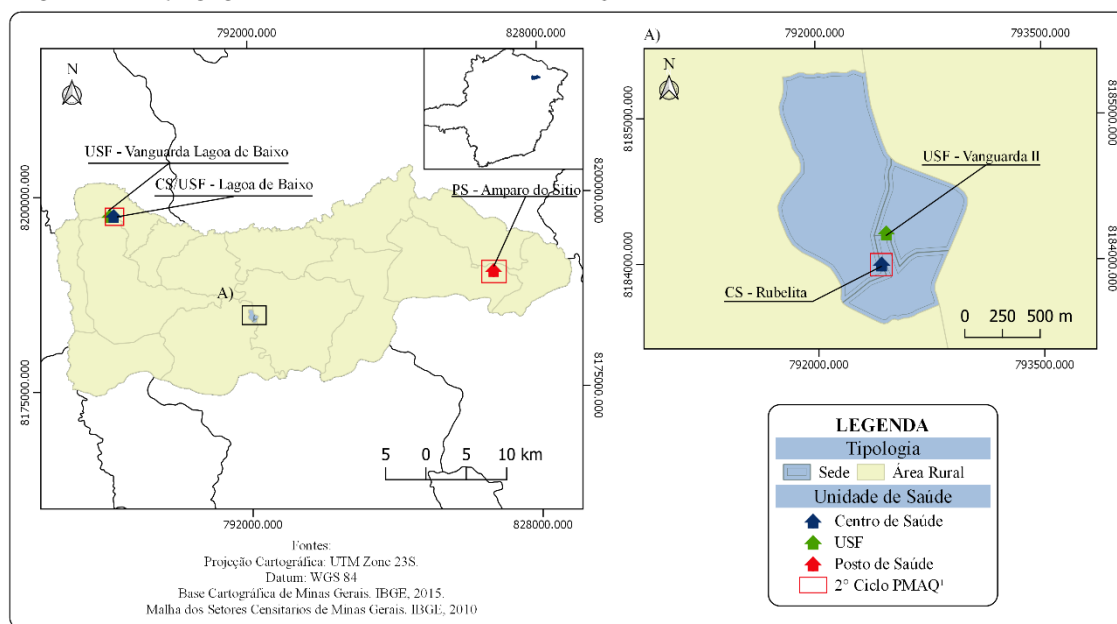 792000.000
828000.000
N
USF - Vanguarda Lagoa de Baixo
CS/USF - Lagoa de Baixo
PS - Amparo do Sitio
A)
8200000.000
8200000.000
8175000.000
8175000.000
5 0 5 10 km
792000.000
828000.000
Fontes:
Projeção Cartográfica: UTM Zone 23S.
Datum: WGS 84
Base Cartográfica de Minas Gerais. IBGE, 2015.
Malha dos Setores Censitarios de Minas Gerais. IBGE, 2010
A)
792000.000
793500.000
N
8185000.000
8185000.000
USF - Vanguarda II
8184000.000
8184000.000
CS - Rubelita
0 250 500 m
792000.000
793500.000
LEGENDA
Tipologia
Sede Área Rural
Unidade de Saúde
Centro de Saúde
USF
Posto de Saúde
2° Ciclo PMAQ¹